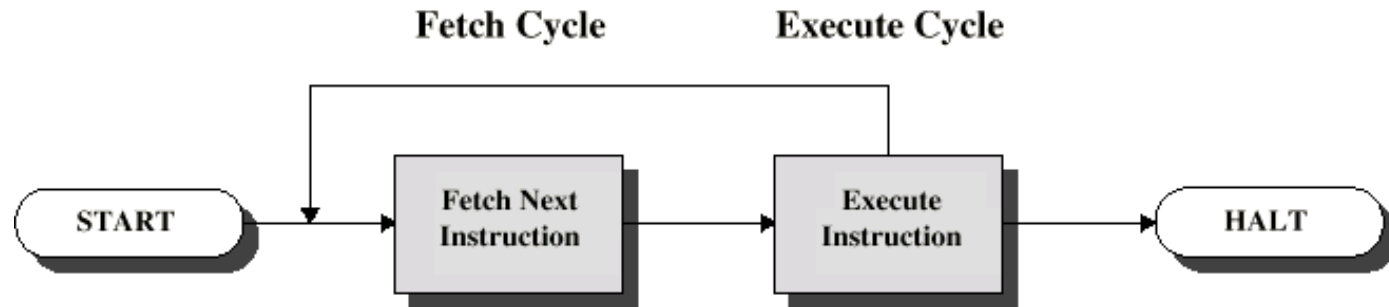 Fetch Cycle
Execute Cycle
START
Fetch Next
Instruction
Execute
Instruction
HALT